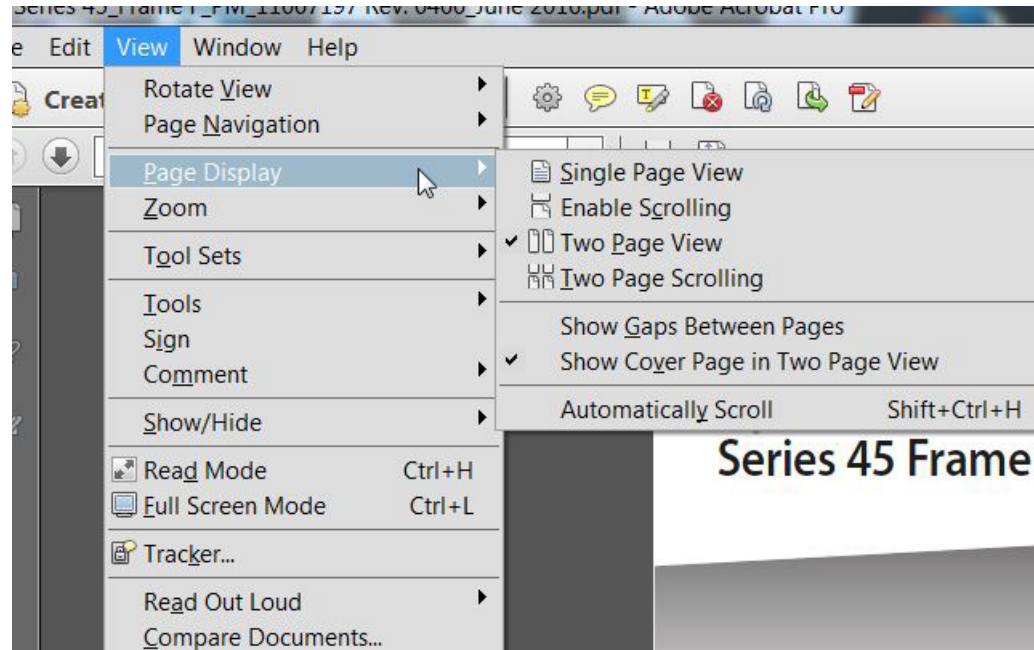 Series 45_Frame F_PM_11007197 Rev. 0400_June 2016.pdf - Adobe Acrobat Pro
e Edit View Window Help
Creat
Rotate View
Page Navigation
Page Display
Zoom
Tool Sets
Tools
Sign
Comment
Show/Hide
Read Mode Ctrl+H
Full Screen Mode Ctrl+L
Tracker...
Read Out Loud
Compare Documents...
Single Page View
Enable Scrolling
Two Page View
Two Page Scrolling
Show Gaps Between Pages
Show Cover Page in Two Page View
Automatically Scroll Shift+Ctrl+H
Series 45 Frame